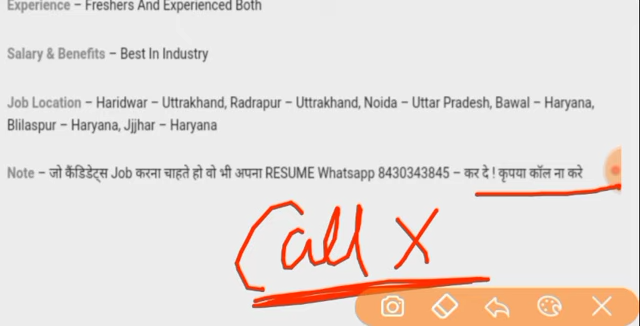 Experience – Freshers And Experienced Both
Salary & Benefits – Best In Industry
Job Location – Haridwar – Uttrakhand, Radrapur – Uttrakhand, Noida – Uttar Pradesh, Bawal – Haryana,
Blilaspur – Haryana, Jjjhar – Haryana
Note – जो कैंडिडेट्स Job करना चाहते हो वो भी अपना RESUME Whatsapp 8430343845 – कर दे ! कृपया कॉल ना करे
Call X